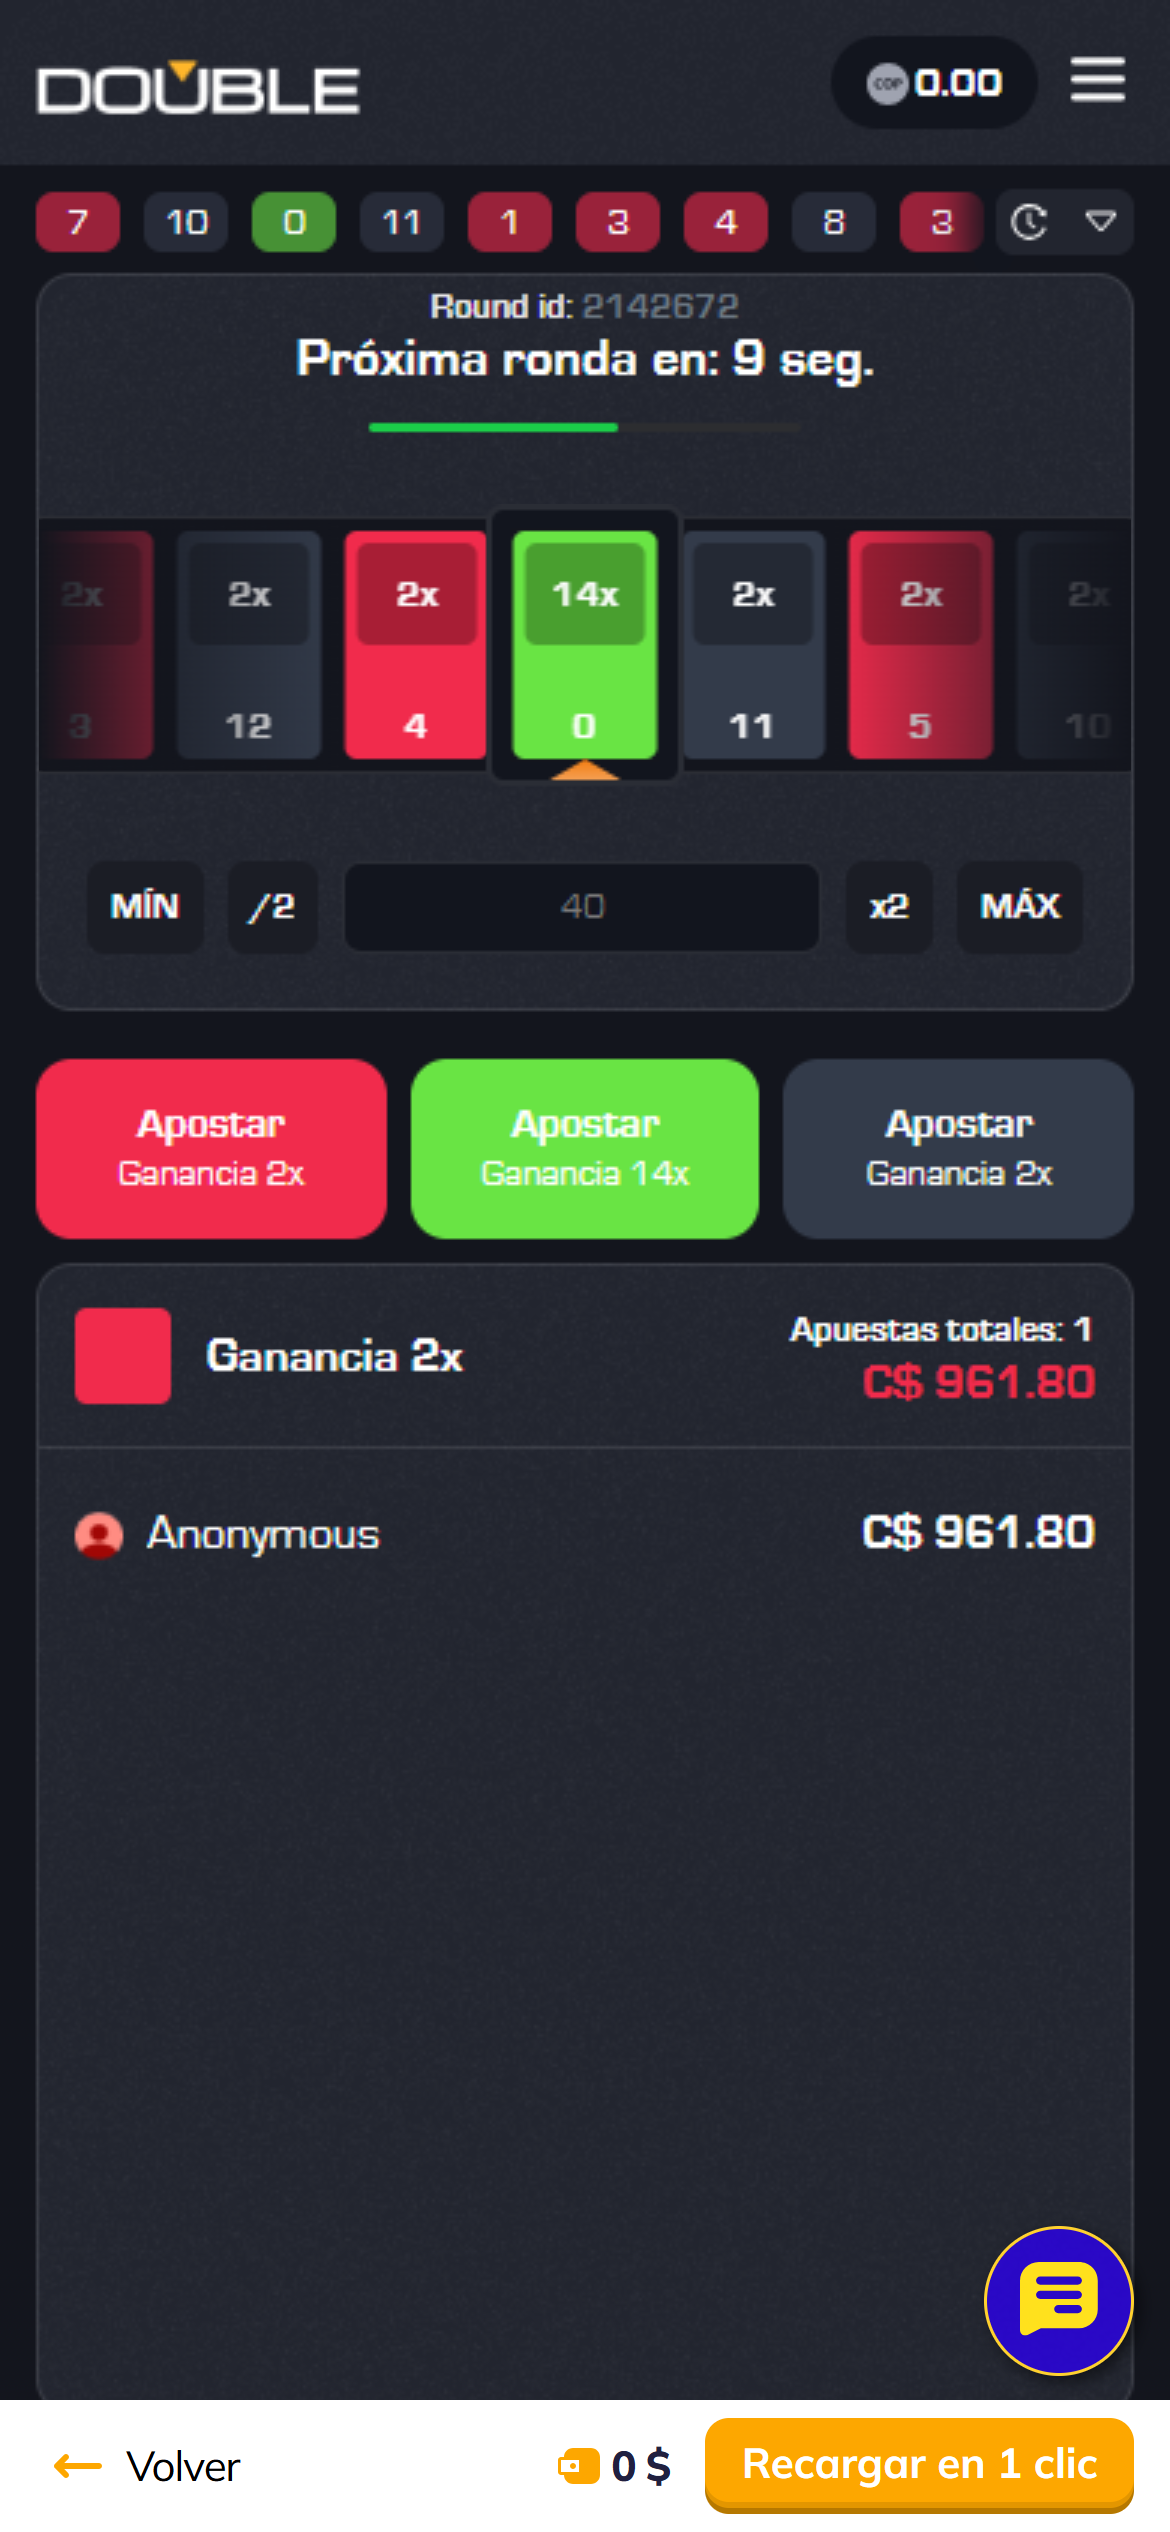 DOUBLE
COP 0.00
7 10 0 11 1 3 4 8 3
Round id: 2142672
Próxima ronda en: 9 seg.
2x 2x 2x 14x 2x 2x 2x
3 12 4 0 11 5 10
MÍN /2 40 x2 MÁX
Apostar Apostar Apostar
Ganancia 2x Ganancia 14x Ganancia 2x
Apuestas totales: 1
Ganancia 2x
C$ 961.80
Anonymous C$ 961.80
Volver 0 $ Recargar en 1 clic